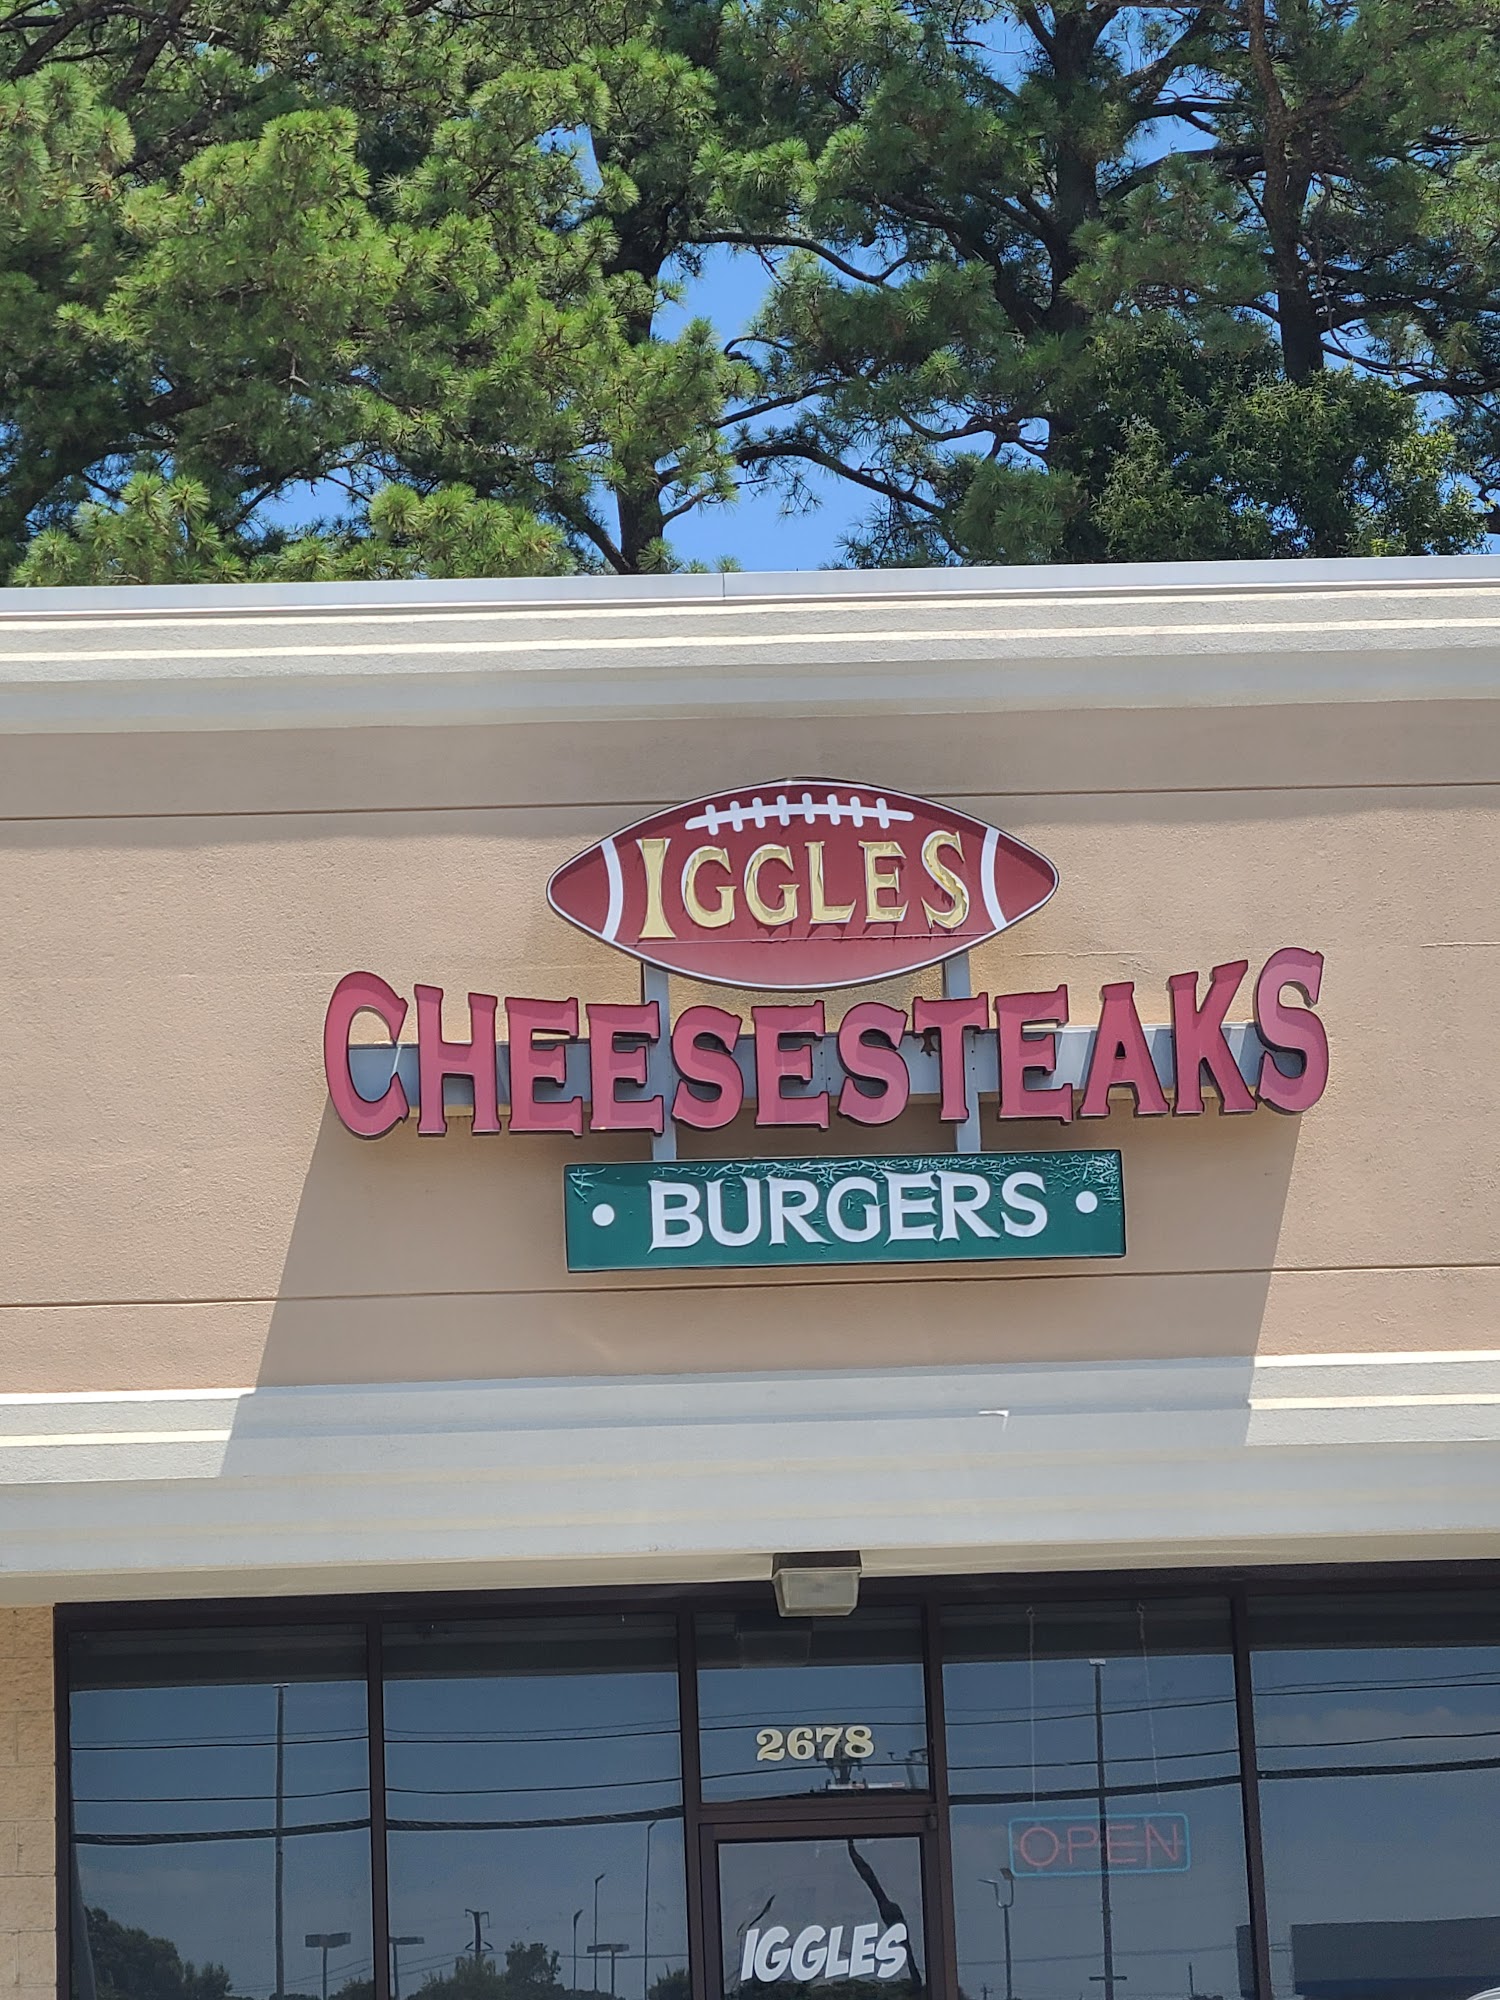 IGGLES
CHEESESTEAKS
• BURGERS •
2678
OPEN
IGGLES